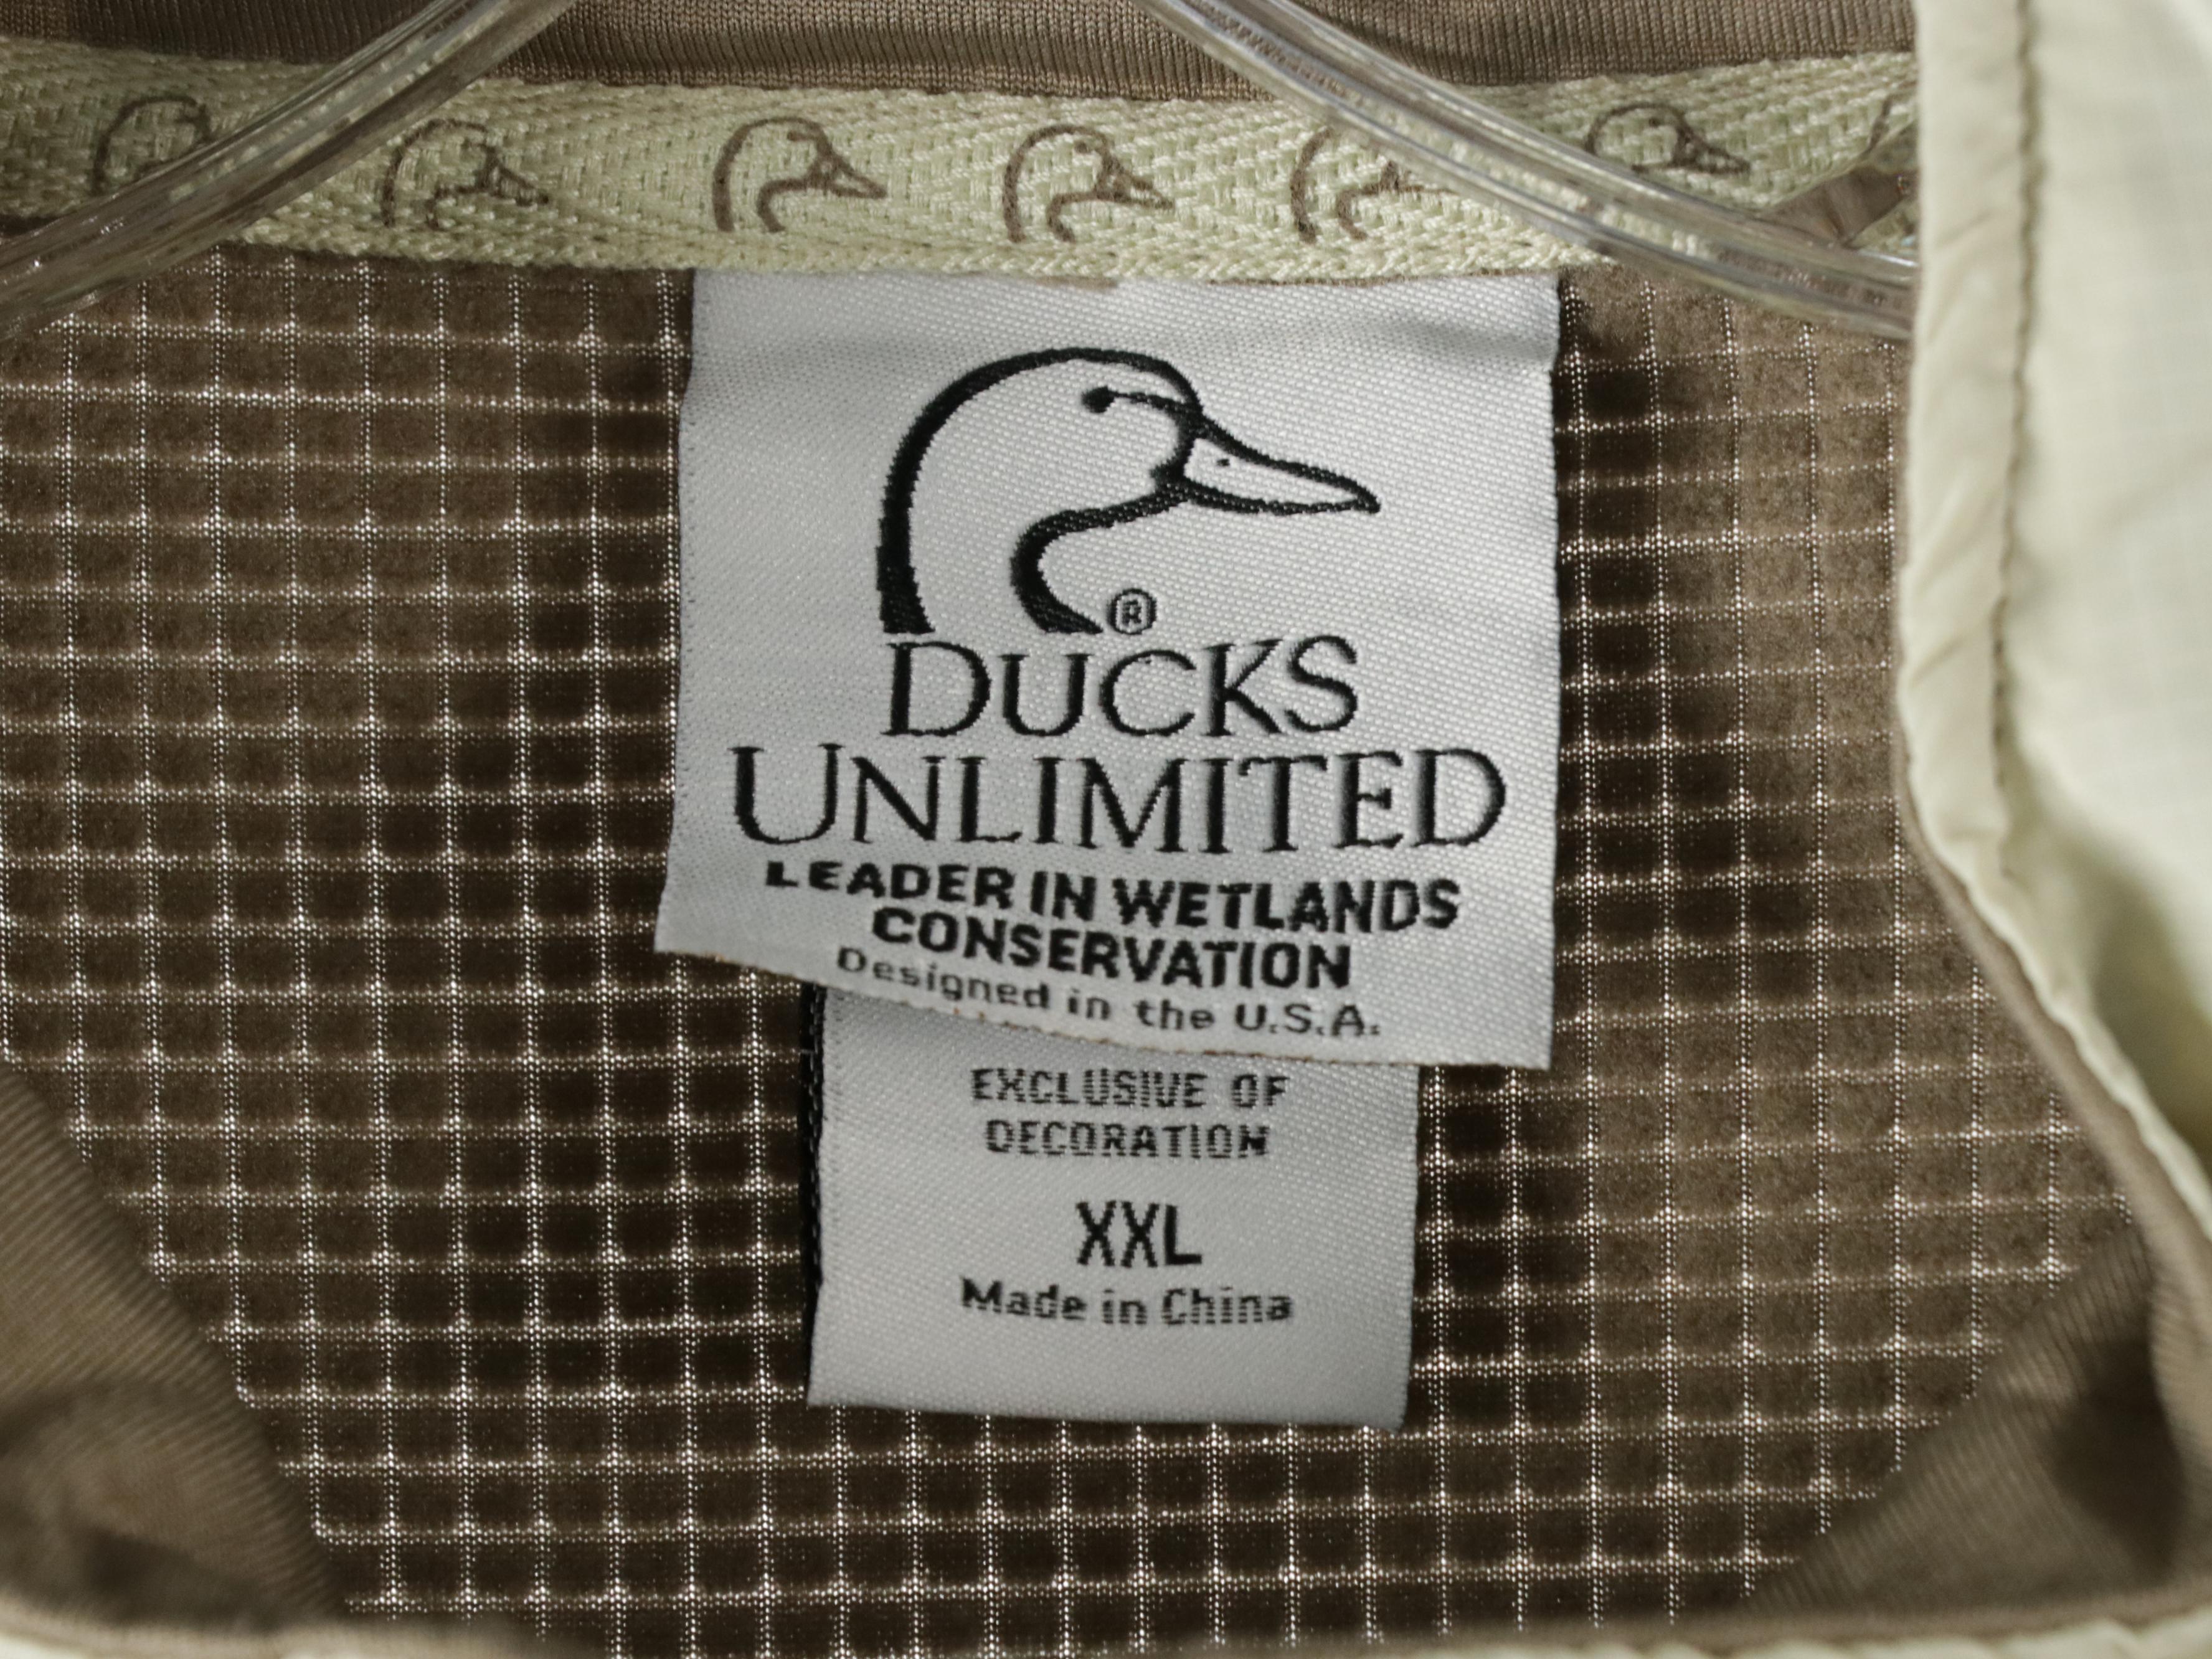 ®
DUCKS
UNLIMITED
LEADER IN WETLANDS
CONSERVATION
Designed in the U.S.A.
EXCLUSIVE OF
DECORATION
XXL
Made in China